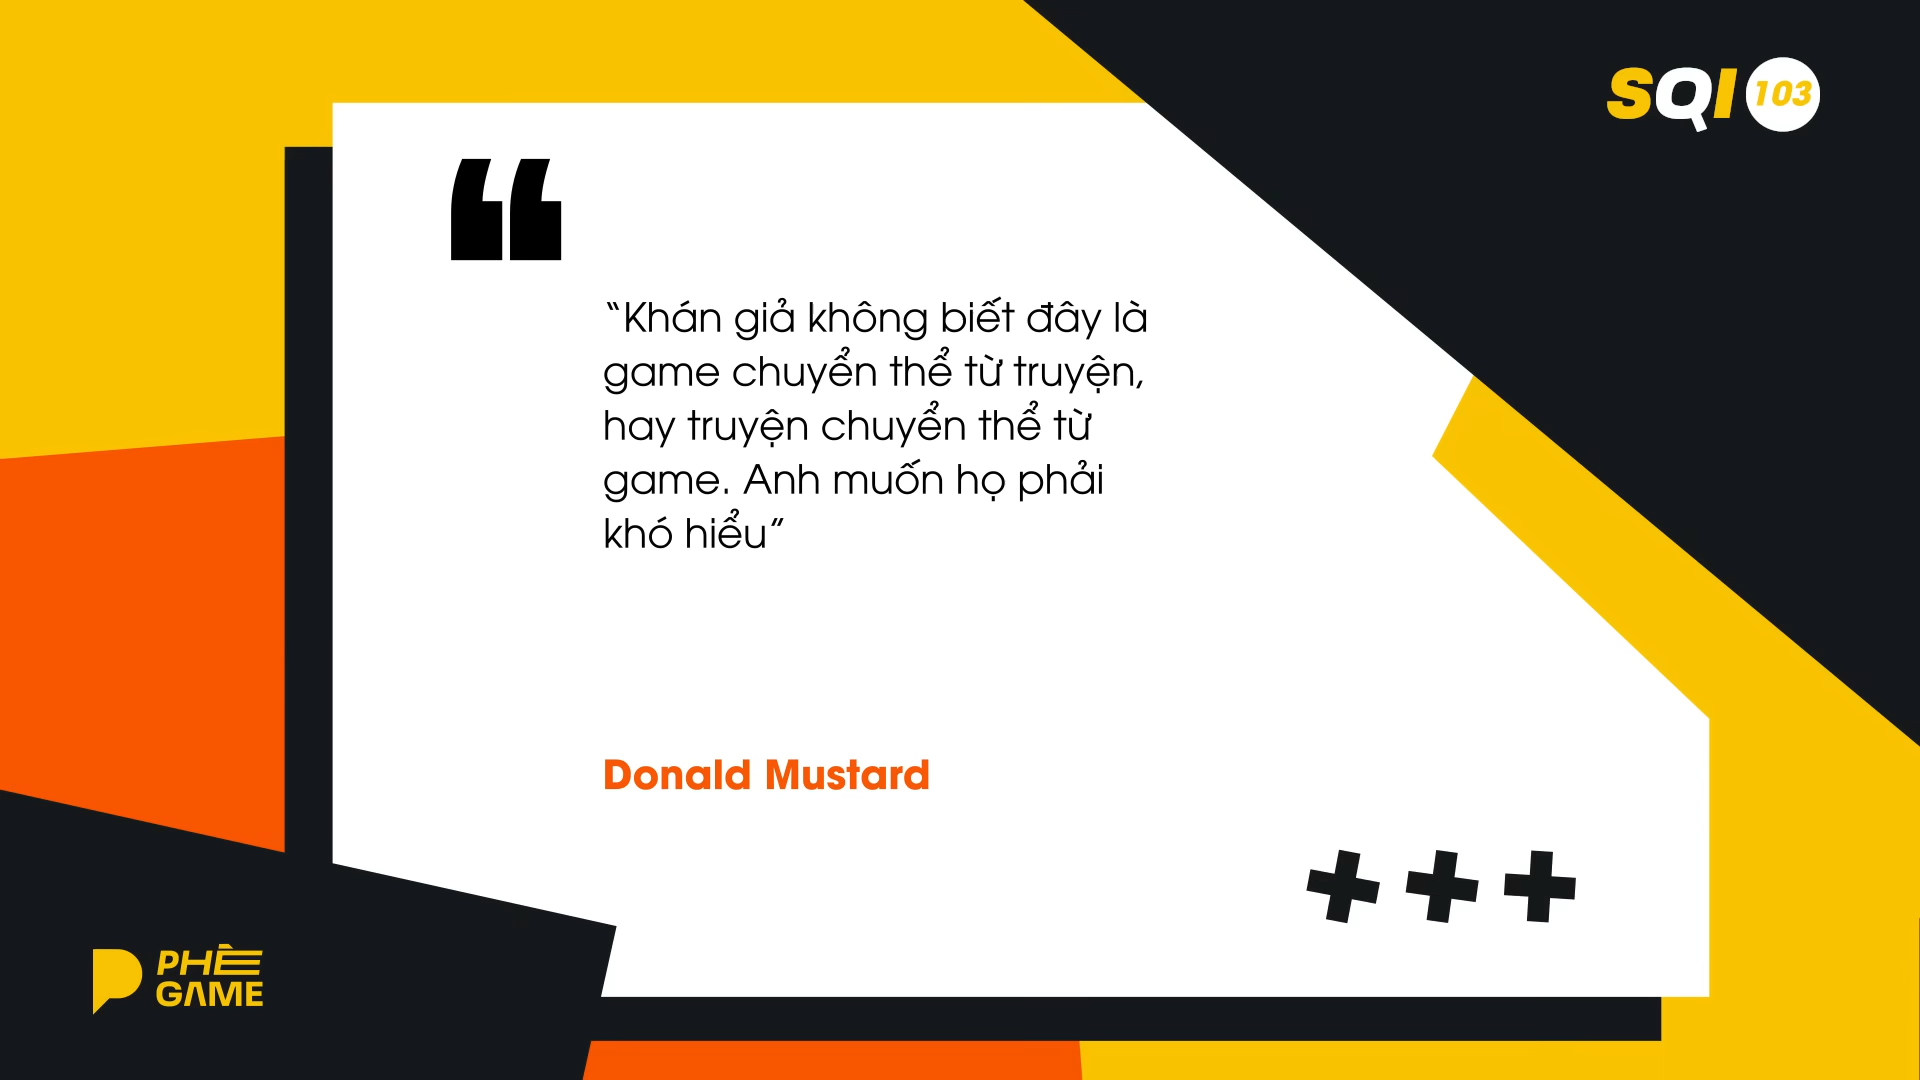 SQI 103
“Khán giả không biết đây là
game chuyển thể từ truyện,
hay truyện chuyển thể từ
game. Anh muốn họ phải
khó hiểu”
Donald Mustard
PHÊ
GAME